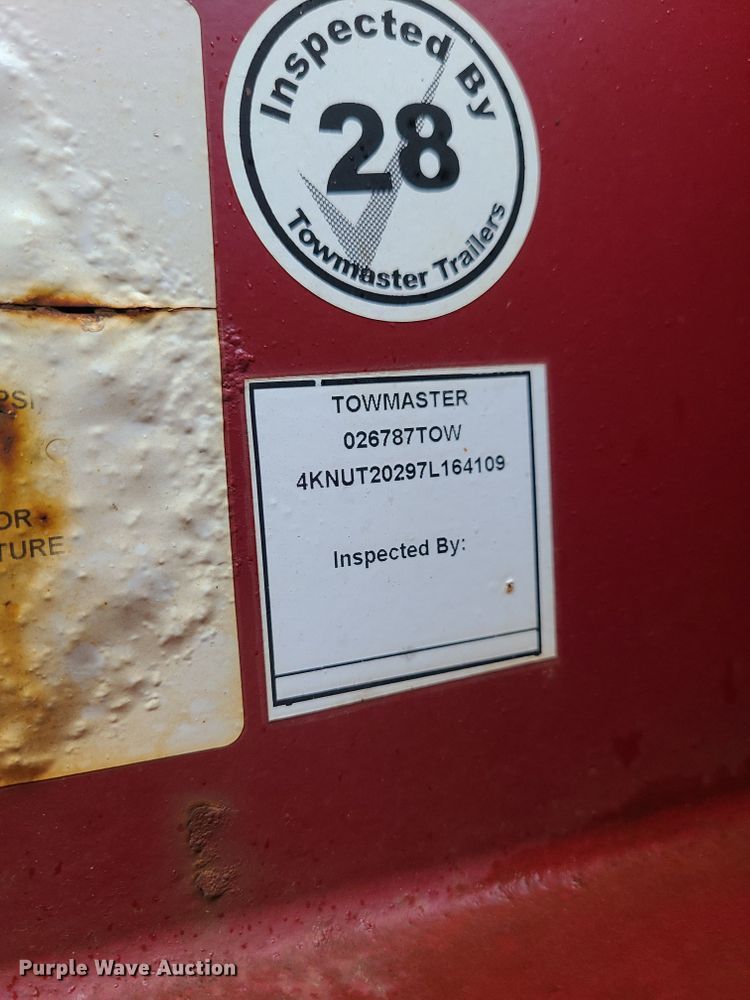 Inspected By
28
Towmaster Trailers
PSI
OR
TURE
TOWMASTER
026787TOW
4KNUT20297L164109
Inspected By:
Purple Wave Auction